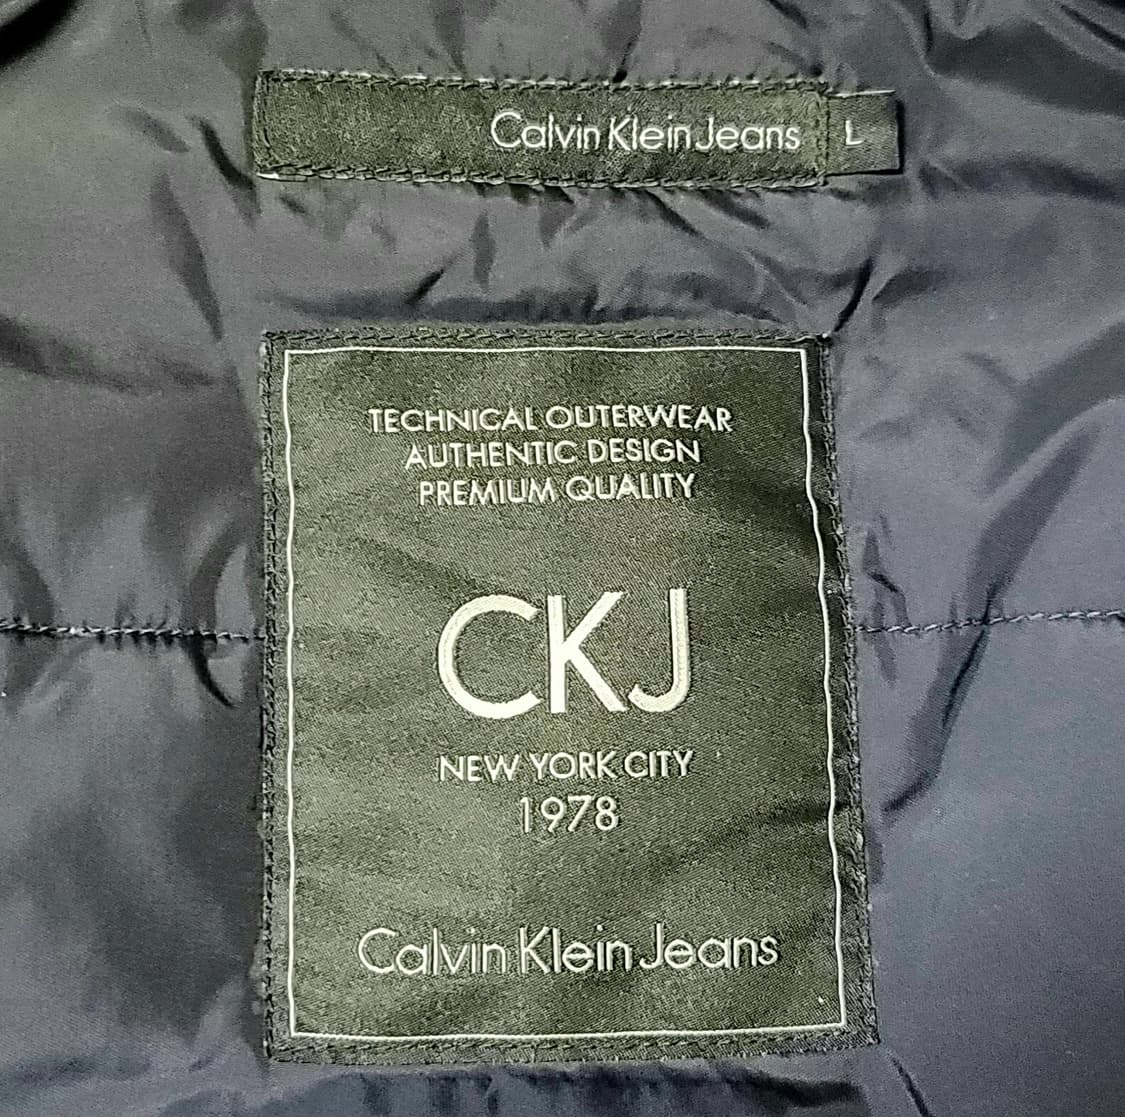 Calvin Klein Jeans L
TECHNICAL OUTERWEAR
AUTHENTIC DESIGN
PREMIUM QUALITY
CKJ
NEW YORK CITY
1978
Calvin Klein Jeans